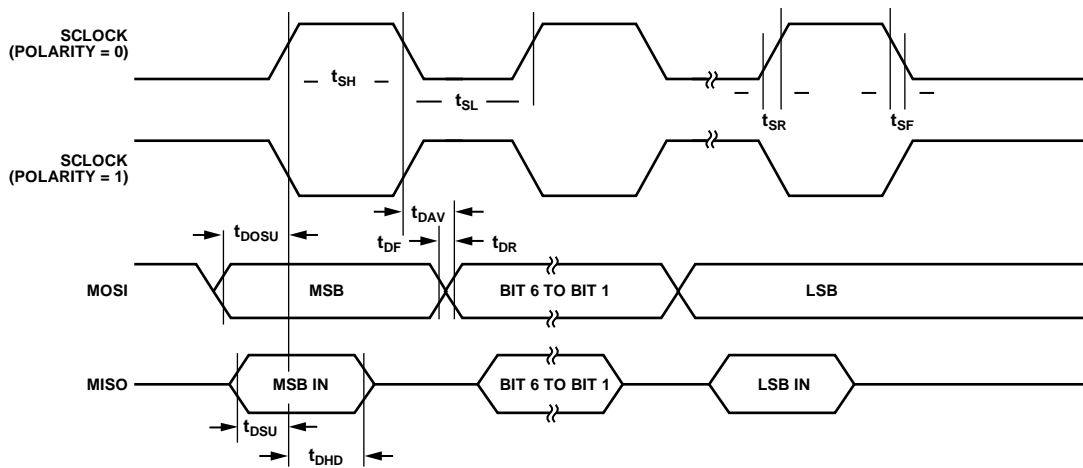 SCLOCK
(POLARITY = 0)
tSH
tSL
tSR
tSF
SCLOCK
(POLARITY = 1)
tDAV
tDOSU
tDF
tDR
MOSI
MSB
BIT 6 TO BIT 1
LSB
MISO
MSB IN
BIT 6 TO BIT 1
LSB IN
tDSU
tDHD